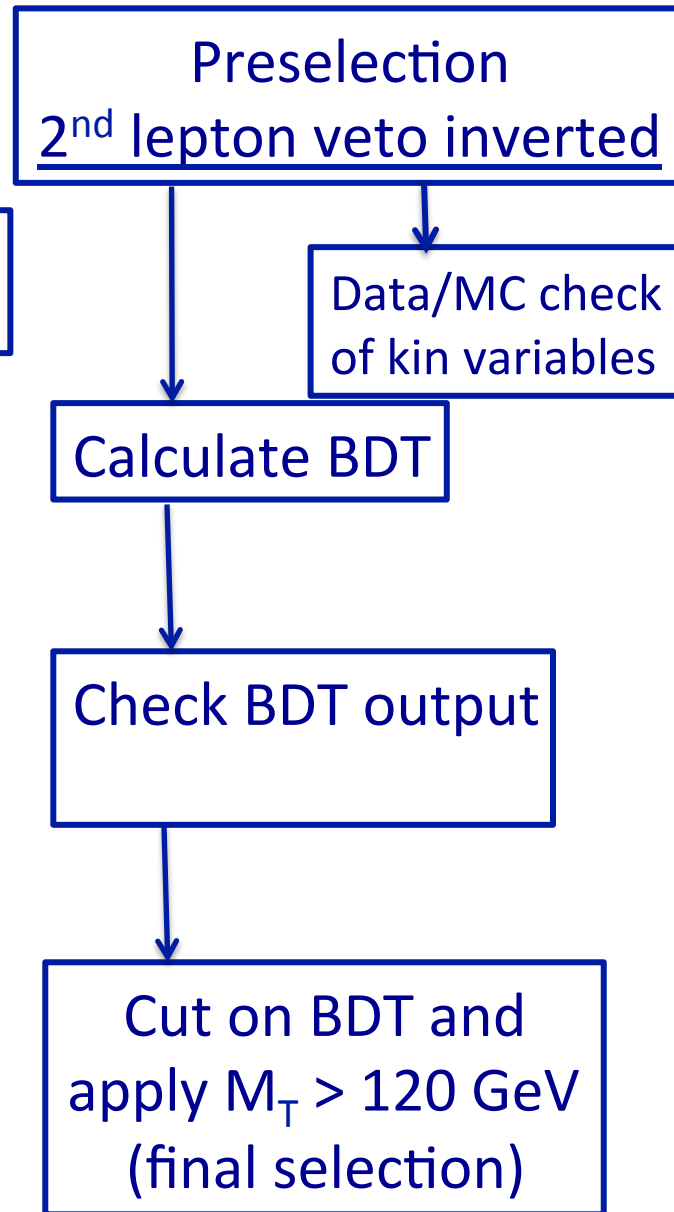 Preselection
2nd lepton veto inverted
Data/MC check
of kin variables
Calculate BDT
Check BDT output
Cut on BDT and
apply MT > 120 GeV
(final selection)